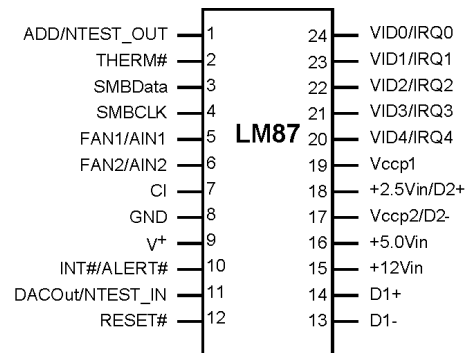 ADD/NTEST_OUT 1 24 VID0/IRQ0
THERM# 2 23 VID1/IRQ1
SMBData 3 22 VID2/IRQ2
SMBCLK 4 21 VID3/IRQ3
FAN1/AIN1 5 LM87 20 VID4/IRQ4
FAN2/AIN2 6 19 Vccp1
CI 7 18 +2.5Vin/D2+
GND 8 17 Vccp2/D2-
V+ 9 16 +5.0Vin
INT#/ALERT# 10 15 +12Vin
DACOut/NTEST_IN 11 14 D1+
RESET# 12 13 D1-